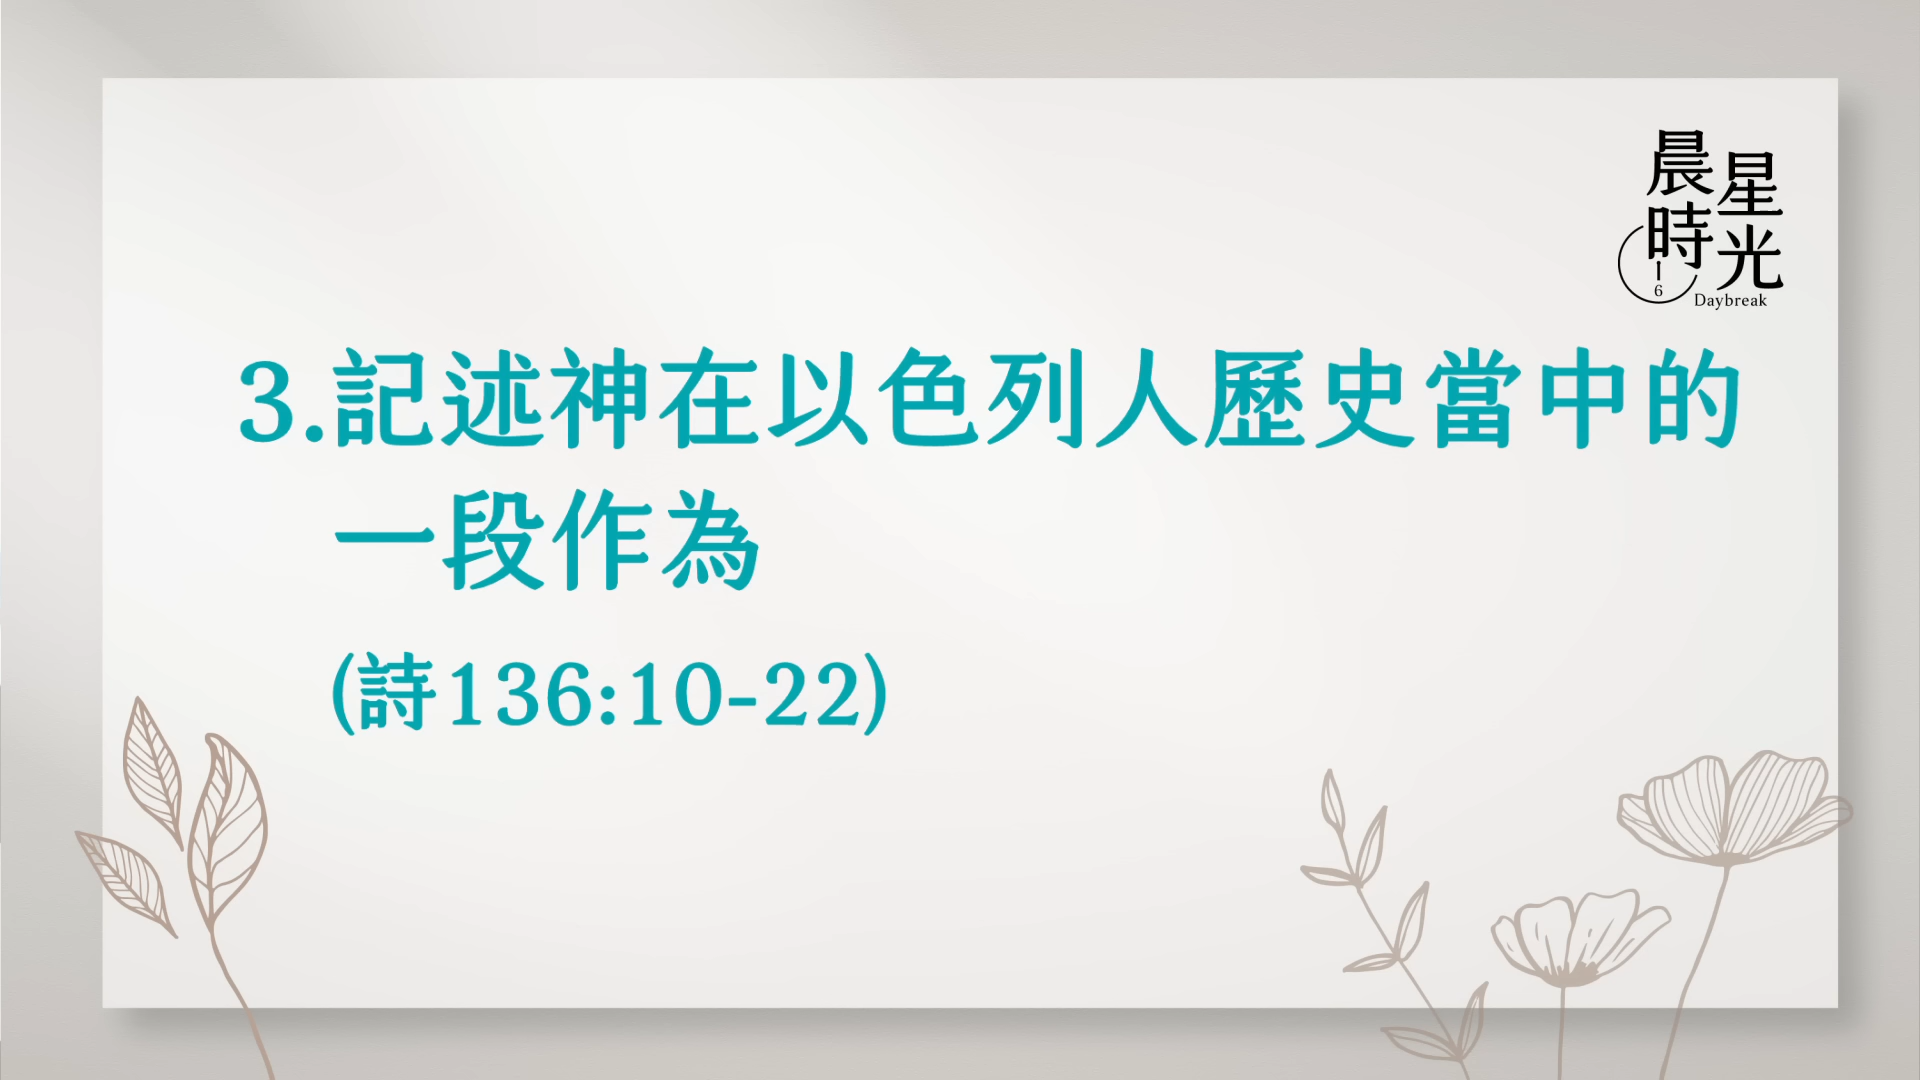 晨時
星光
6
Daybreak
3.記述神在以色列人歷史當中的
一段作為
(詩136:10-22)